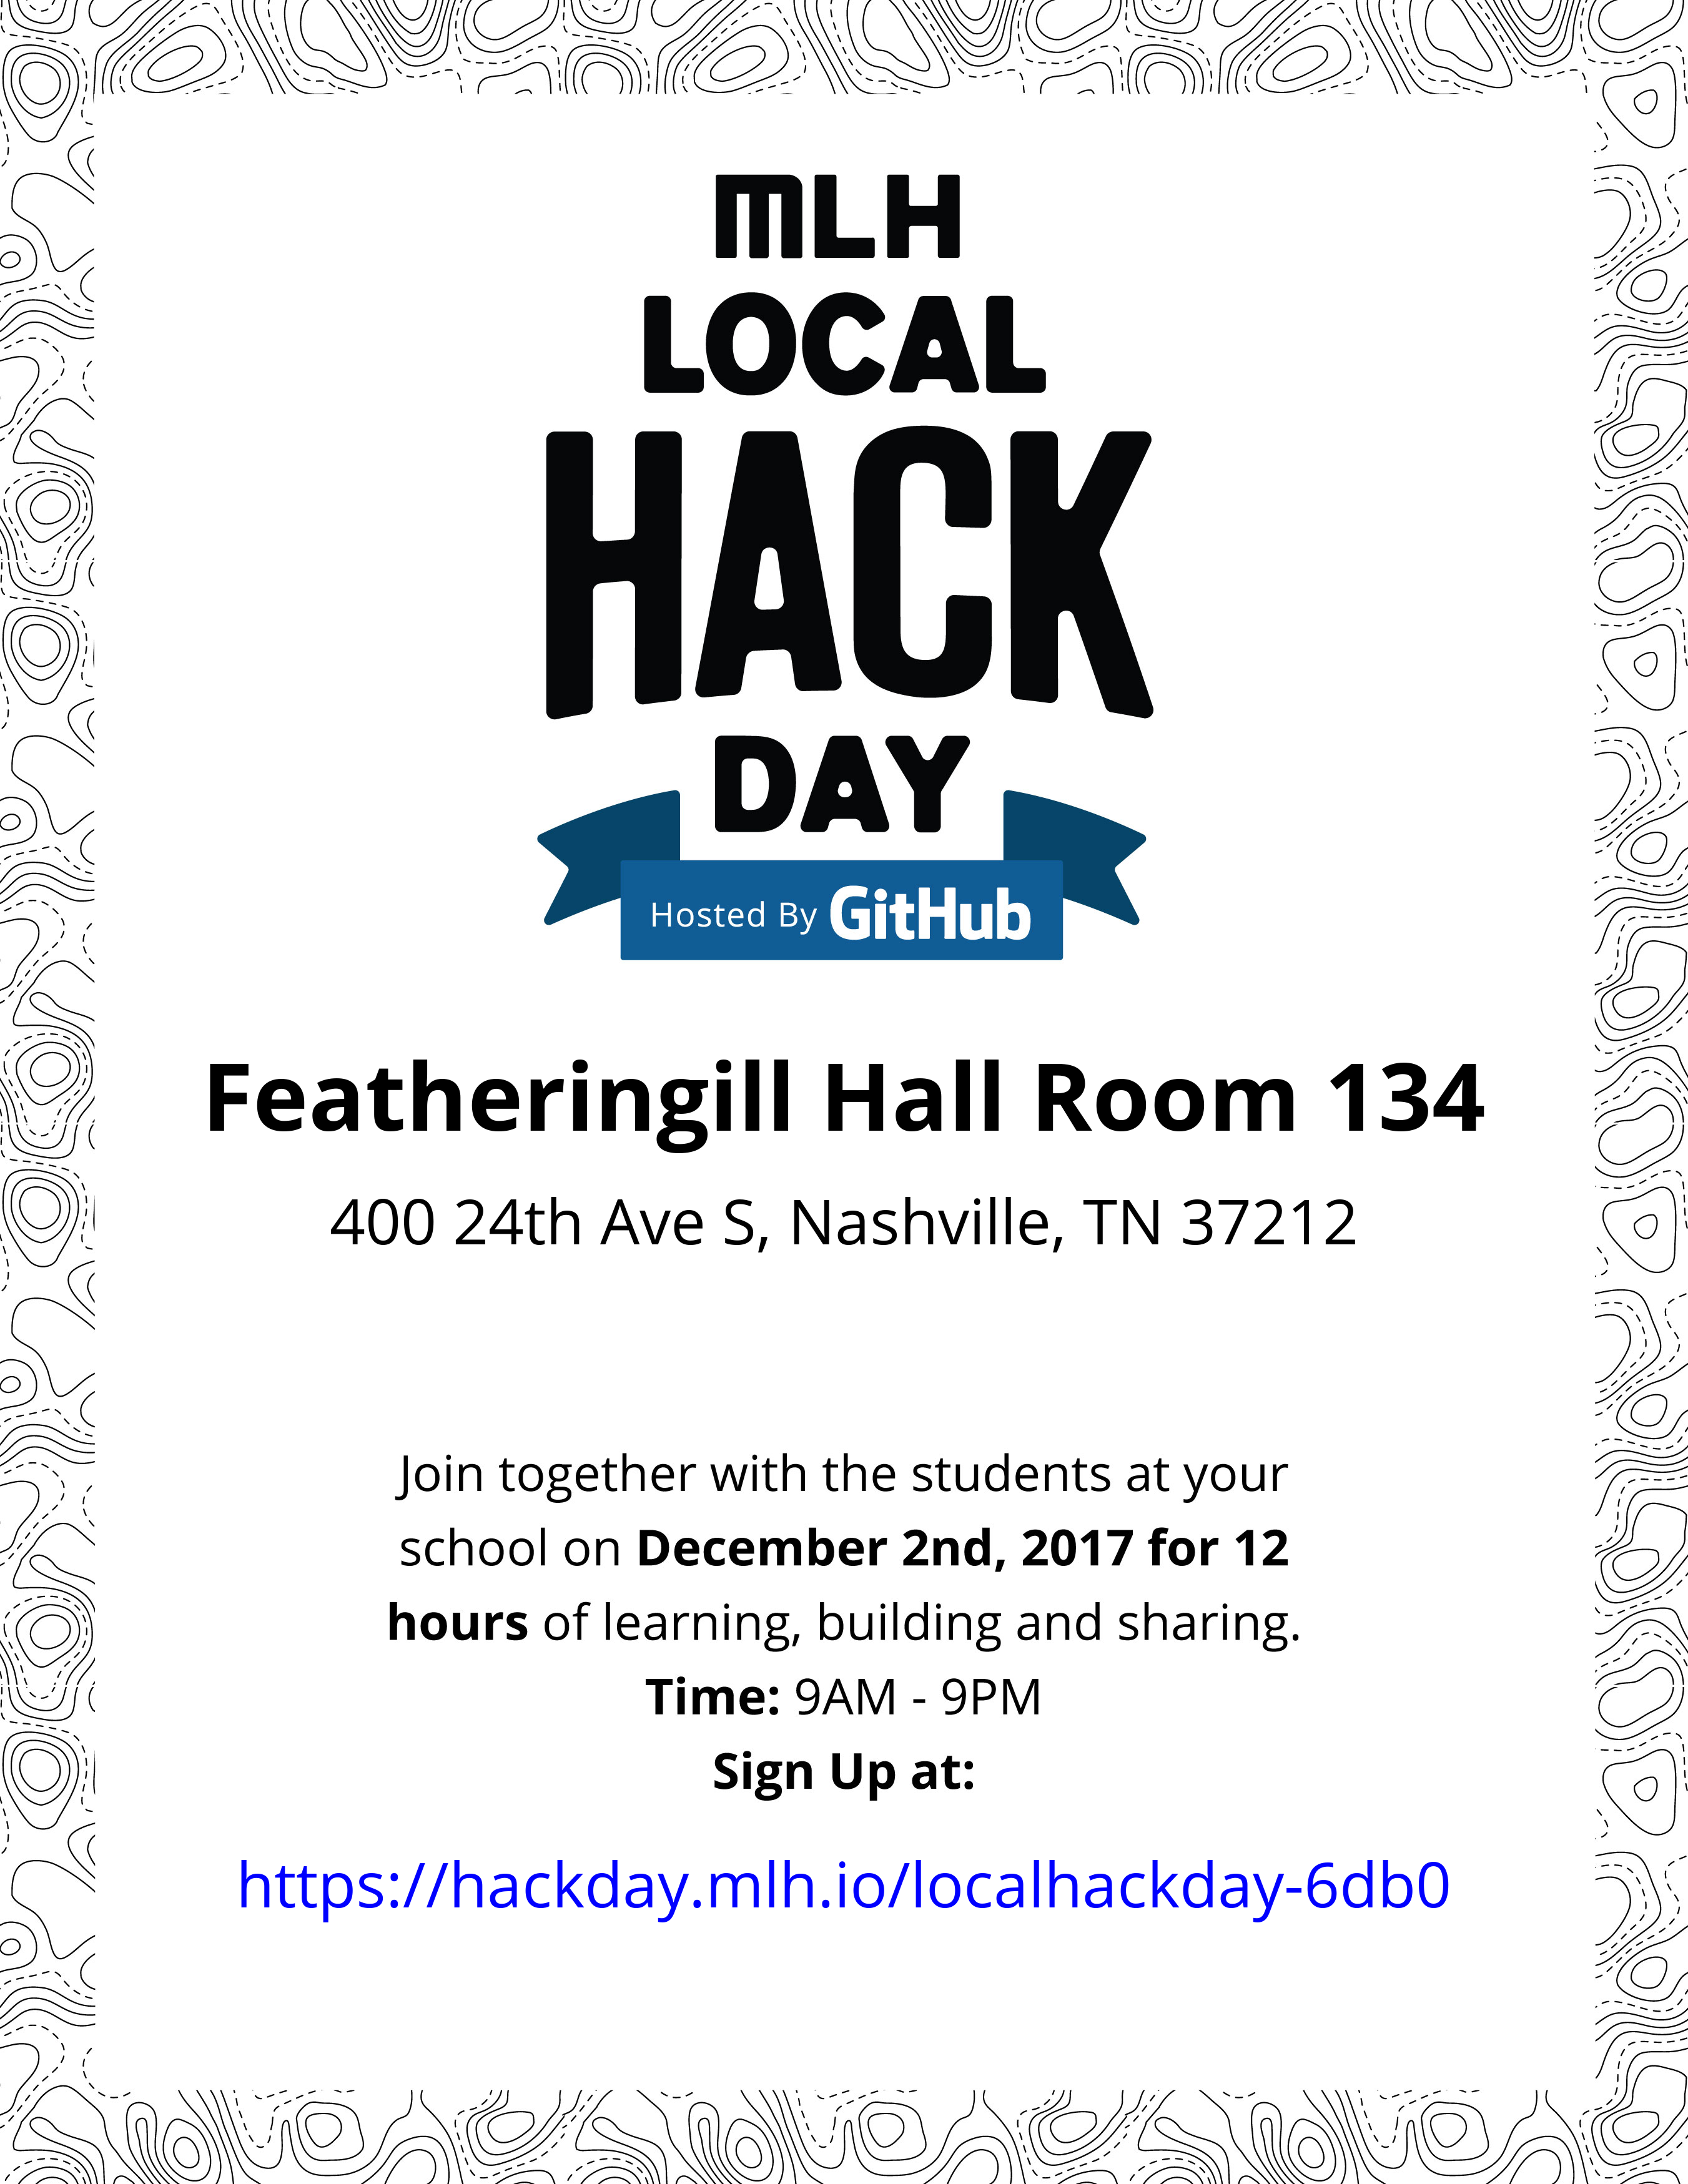 MLH
LOCAL
HACK
DAY
Hosted By GitHub
Featheringill Hall Room 134
400 24th Ave S, Nashville, TN 37212
Join together with the students at your
school on December 2nd, 2017 for 12
hours of learning, building and sharing.
Time: 9AM - 9PM
Sign Up at:
https://hackday.mlh.io/localhackday-6db0